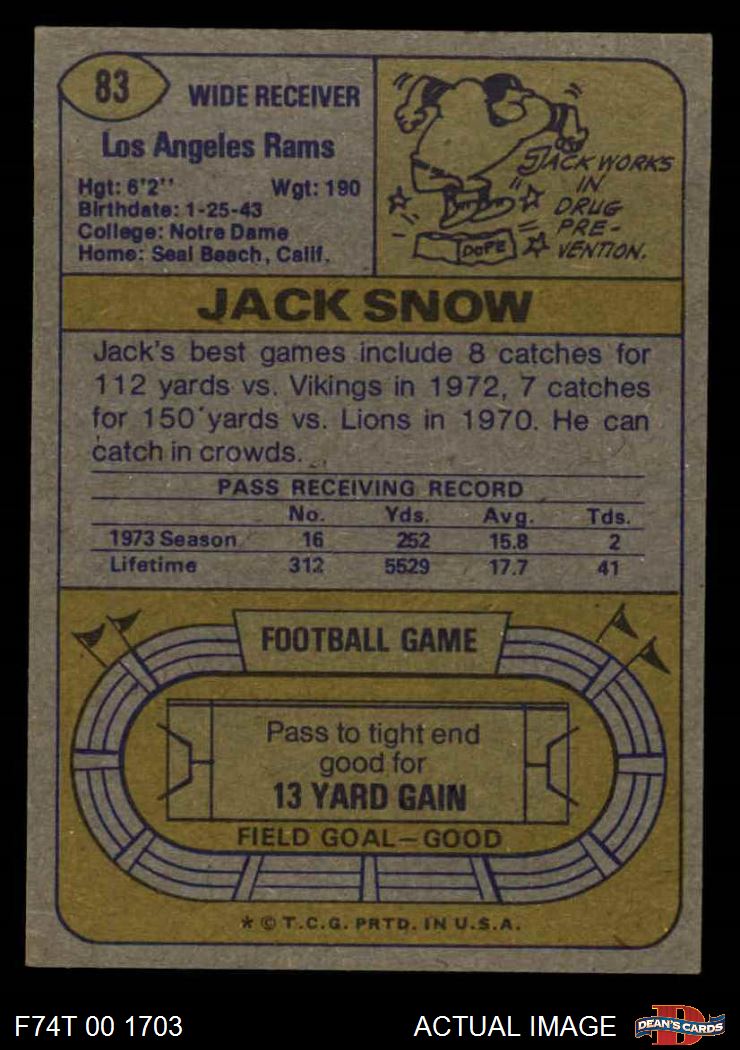 83
WIDE RECEIVER
Los Angeles Rams
Hgt: 6'2" Wgt: 190
Birthdate: 1-25-43
College: Notre Dame
Home: Seal Beach, Calif.
JACK WORKS
IN
DRUG
PRE-
VENTION.
DOPE
JACK SNOW
Jack's best games include 8 catches for
112 yards vs. Vikings in 1972, 7 catches
for 150 yards vs. Lions in 1970. He can
catch in crowds.
PASS RECEIVING RECORD
No. Yds. Avg. Tds.
1973 Season 16 252 15.8 2
Lifetime 312 5529 17.7 41
FOOTBALL GAME
Pass to tight end
good for
13 YARD GAIN
FIELD GOAL—GOOD
* © T.C.G. PRTD. IN U.S.A.
F74T 00 1703
ACTUAL IMAGE
D
DEAN'S CARDS